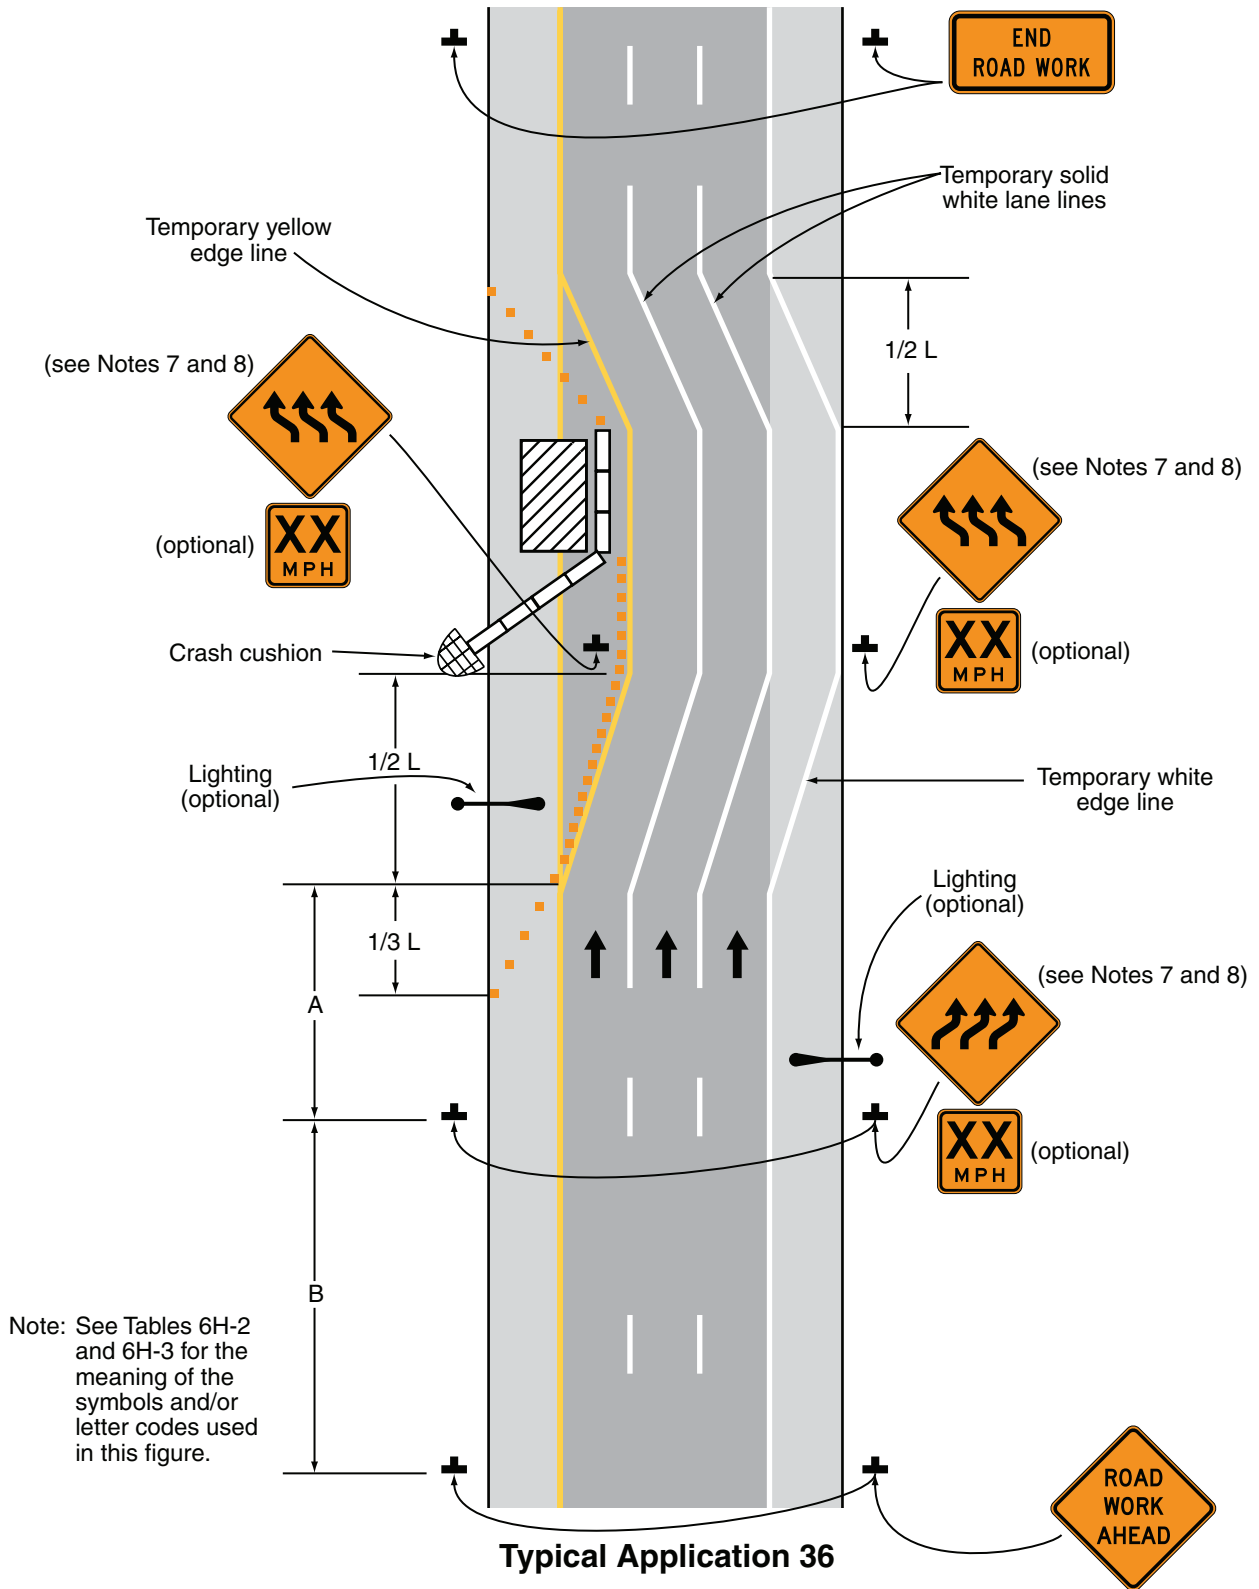 END
ROAD WORK
Temporary solid
white lane lines
Temporary yellow
edge line
(see Notes 7 and 8)
1/2 L
(see Notes 7 and 8)
(optional)
XX
MPH
Crash cushion
XX
MPH
(optional)
1/2 L
Lighting
(optional)
Temporary white
edge line
Lighting
(optional)
1/3 L
A
(see Notes 7 and 8)
XX
MPH
(optional)
B
Note: See Tables 6H-2
and 6H-3 for the
meaning of the
symbols and/or
letter codes used
in this figure.
ROAD
WORK
AHEAD
Typical Application 36